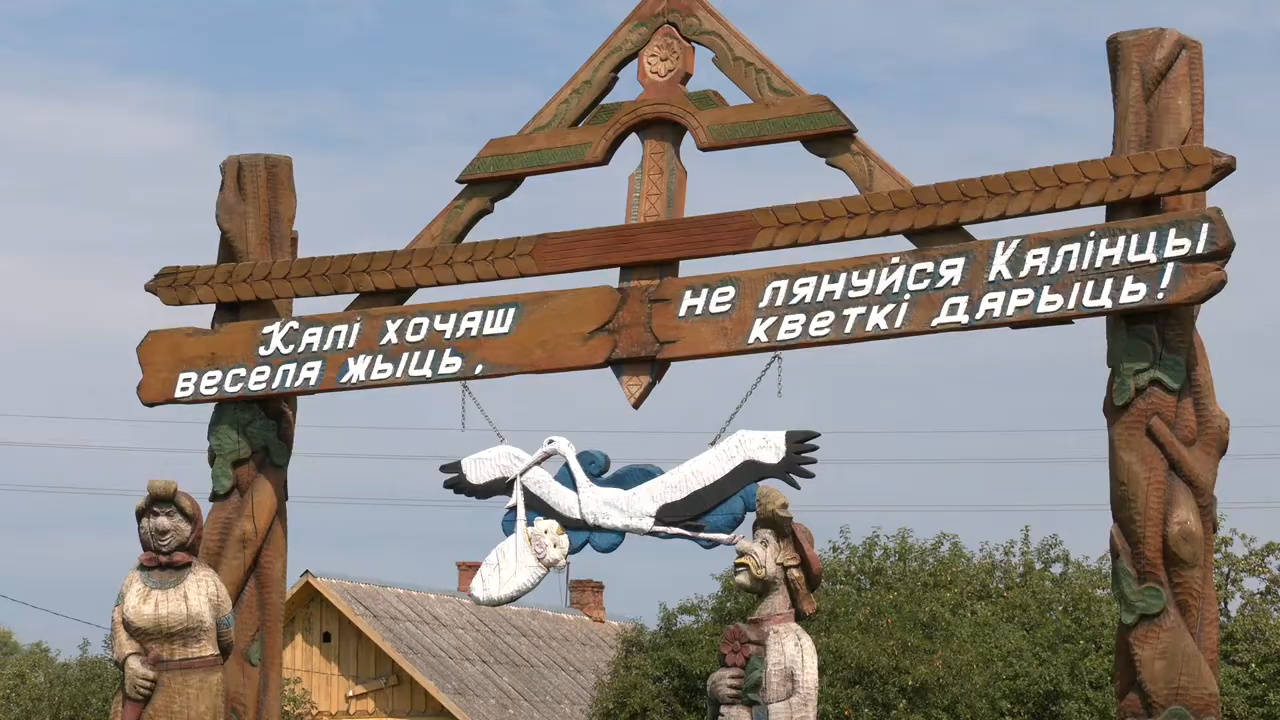 Калі хочаш
веселя жыць,
не лянуйся Калінцы
кветкі дарыць!